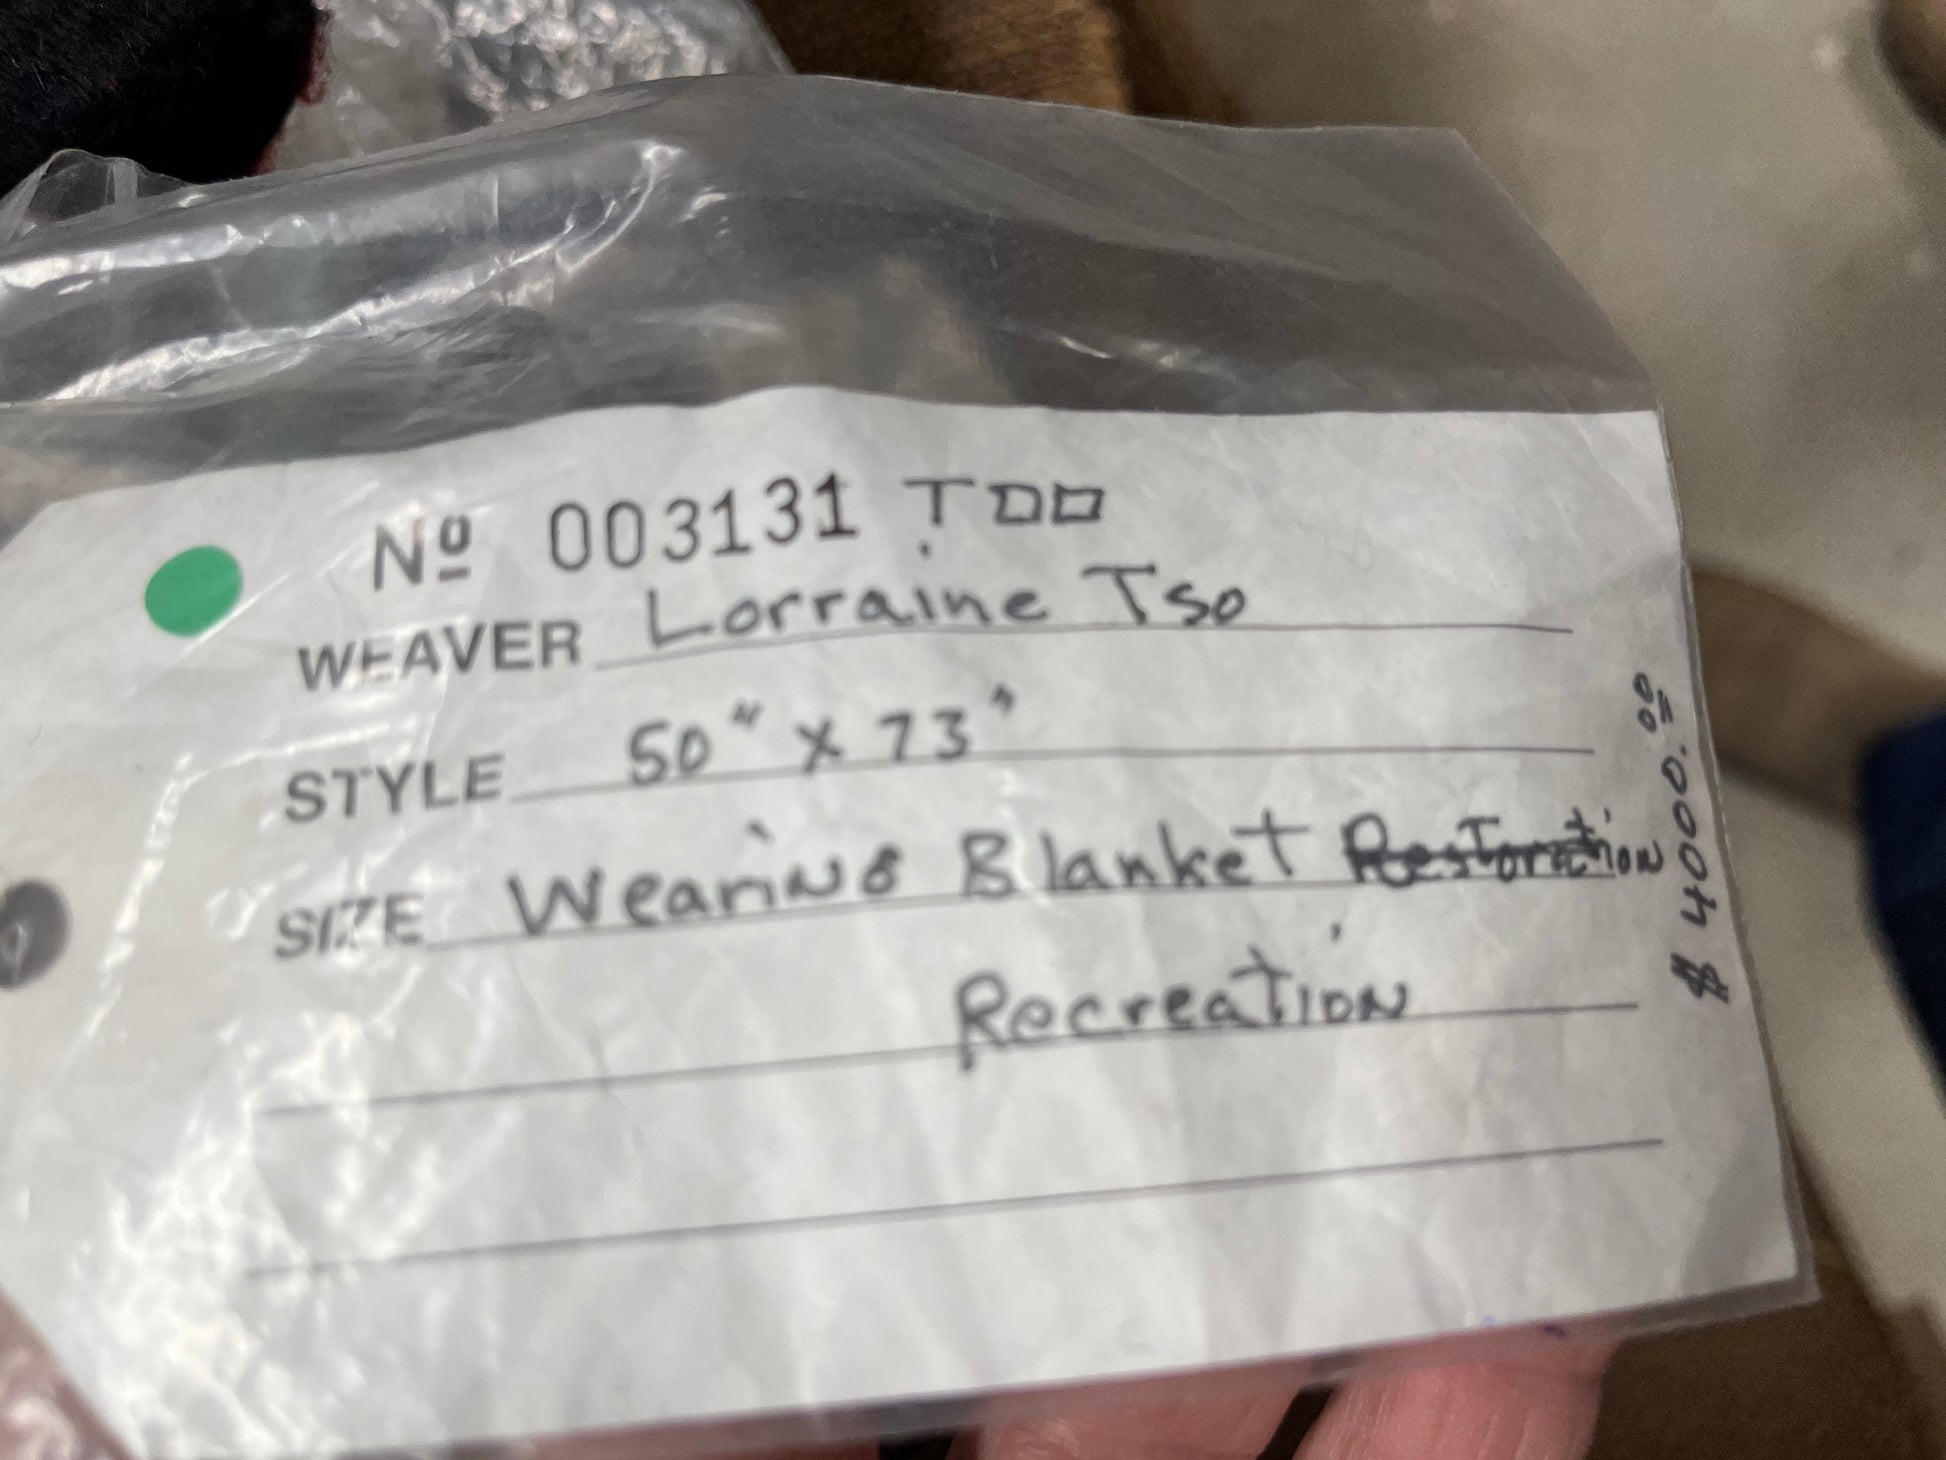 Nº 003131 TDD
WEAVER Lorraine Tso
STYLE 50" x 73"
SIZE Wearing Blanket Restoration
Recreation
$ 4000.00